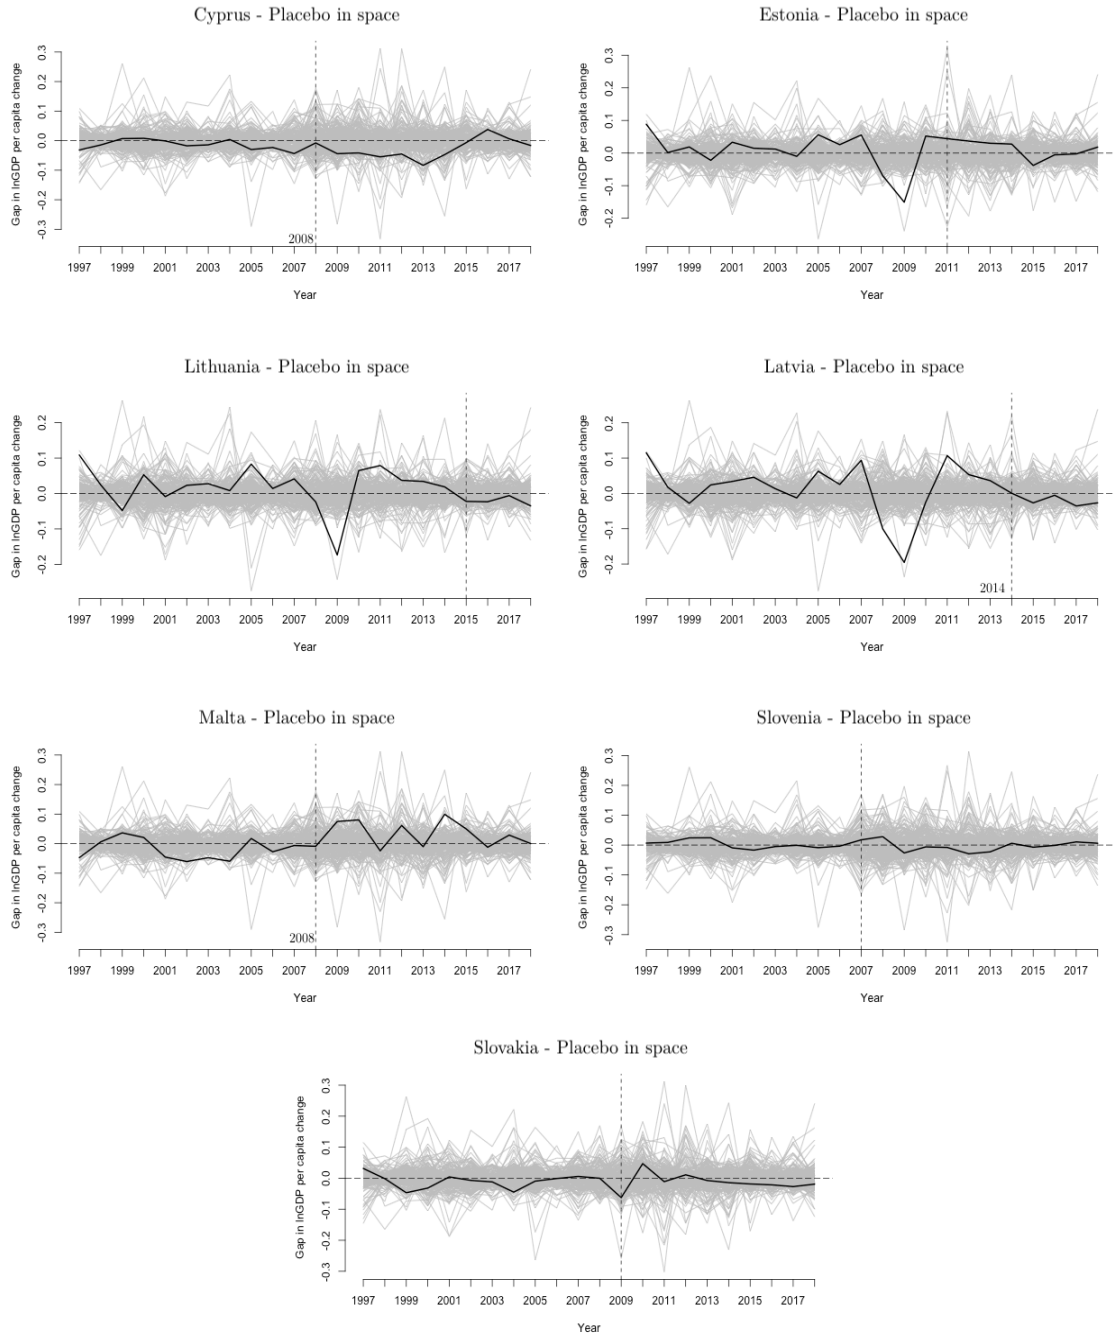 Cyprus - Placebo in space
Gap in lnGDP per capita change
0.3
0.2
0.1
0.0
-0.1
-0.2
-0.3
2008
1997 1999 2001 2003 2005 2007 2009 2011 2013 2015 2017
Year
Estonia - Placebo in space
Gap in lnGDP per capita change
0.3
0.2
0.1
0.0
-0.1
-0.2
1997 1999 2001 2003 2005 2007 2009 2011 2013 2015 2017
Year
Lithuania - Placebo in space
Gap in lnGDP per capita change
0.2
0.1
0.0
-0.1
-0.2
1997 1999 2001 2003 2005 2007 2009 2011 2013 2015 2017
Year
Latvia - Placebo in space
Gap in lnGDP per capita change
0.2
0.1
0.0
-0.1
-0.2
2014
1997 1999 2001 2003 2005 2007 2009 2011 2013 2015 2017
Year
Malta - Placebo in space
Gap in lnGDP per capita change
0.3
0.2
0.1
0.0
-0.1
-0.2
-0.3
2008
1997 1999 2001 2003 2005 2007 2009 2011 2013 2015 2017
Year
Slovenia - Placebo in space
Gap in lnGDP per capita change
0.3
0.2
0.1
0.0
-0.1
-0.2
-0.3
1997 1999 2001 2003 2005 2007 2009 2011 2013 2015 2017
Year
Slovakia - Placebo in space
Gap in lnGDP per capita change
0.3
0.2
0.1
0.0
-0.1
-0.2
-0.3
1997 1999 2001 2003 2005 2007 2009 2011 2013 2015 2017
Year